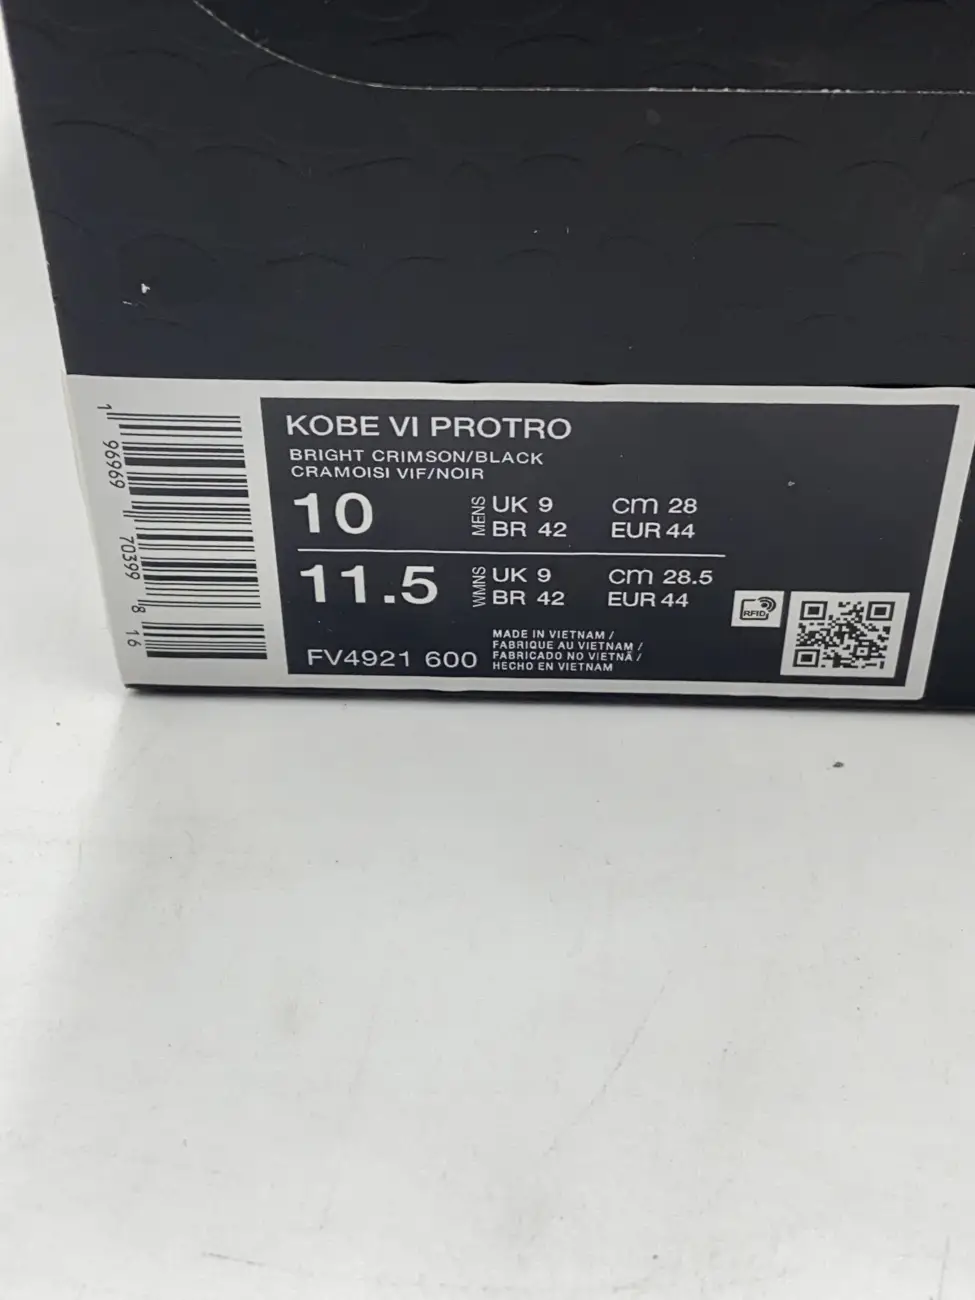 KOBE VI PROTRO
BRIGHT CRIMSON/BLACK
CRAMOISI VIF/NOIR
10 MENS UK 9 cm 28
BR 42 EUR 44
11.5 WMNS UK 9 cm 28.5
BR 42 EUR 44
RFID
FV4921 600
MADE IN VIETNAM /
FABRIQUE AU VIETNAM /
FABRICADO NO VIETNÃ /
HECHO EN VIETNAM
1 96969 70399 8 16